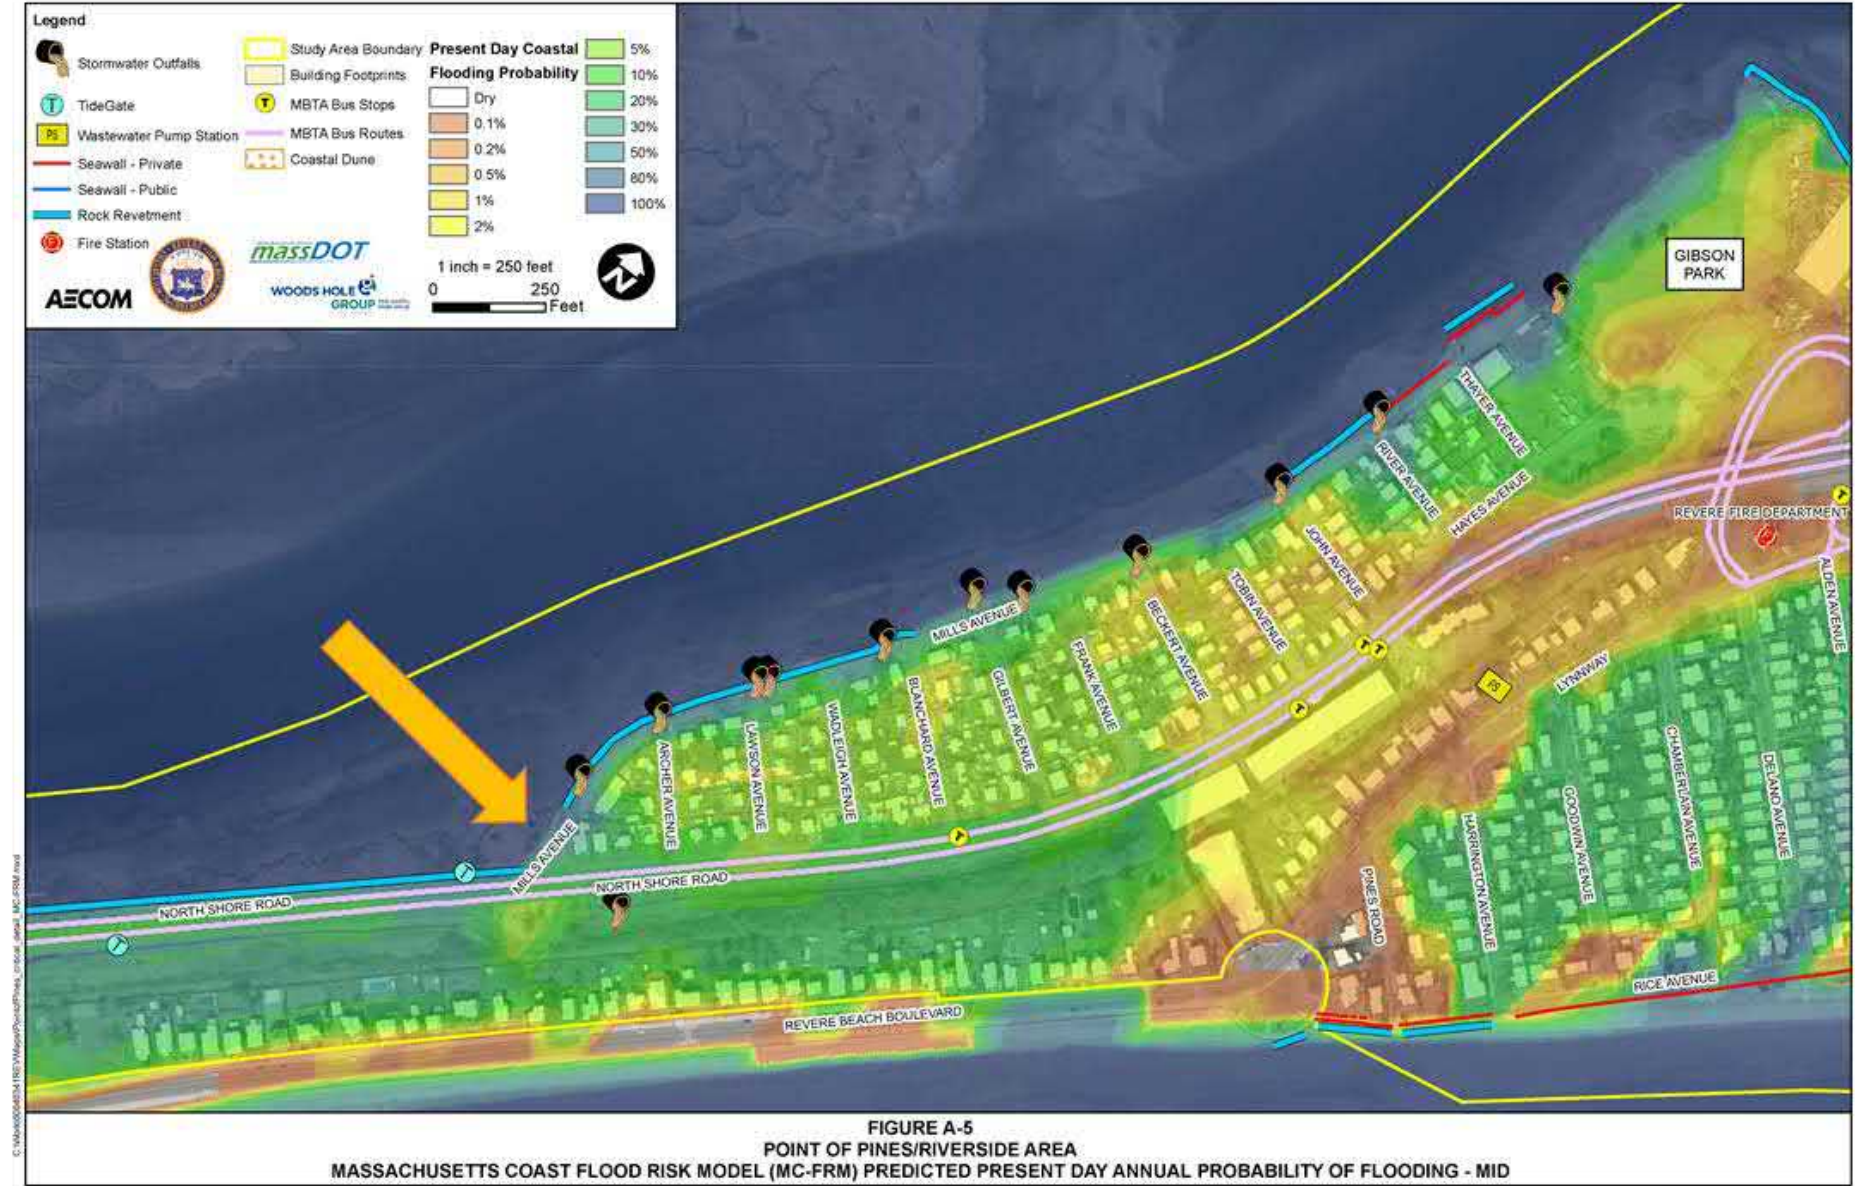 Legend
Stormwater Outfalls
TideGate
PS
Wastewater Pump Station
Seawall - Private
Seawall - Public
Rock Revetment
Fire Station
Study Area Boundary
Building Footprints
MBTA Bus Stops
MBTA Bus Routes
Coastal Dune
Present Day Coastal
Flooding Probability
Dry
0.1%
0.2%
0.5%
1%
2%
5%
10%
20%
30%
50%
80%
100%
AECOM
massDOT
WOODS HOLE
GROUP
1 inch = 250 feet
0 250
Feet
N
GIBSON
PARK
THAYER AVENUE
RIVER AVENUE
HAYES AVENUE
REVERE FIRE DEPARTMENT
JOHN AVENUE
TOBIN AVENUE
ALDEN AVENUE
MILLS AVENUE
BECKERT AVENUE
FRANK AVENUE
GILBERT AVENUE
BLANCHARD AVENUE
WADLEIGH AVENUE
LAWSON AVENUE
ARCHER AVENUE
LYNNWAY
PS
CHAMBERLAIN AVENUE
DELANO AVENUE
GOODWIN AVENUE
HARRINGTON AVENUE
PINES ROAD
MILLS AVENUE
NORTH SHORE ROAD
NORTH SHORE ROAD
RICE AVENUE
REVERE BEACH BOULEVARD
FIGURE A-5
POINT OF PINES/RIVERSIDE AREA
MASSACHUSETTS COAST FLOOD RISK MODEL (MC-FRM) PREDICTED PRESENT DAY ANNUAL PROBABILITY OF FLOODING - MID